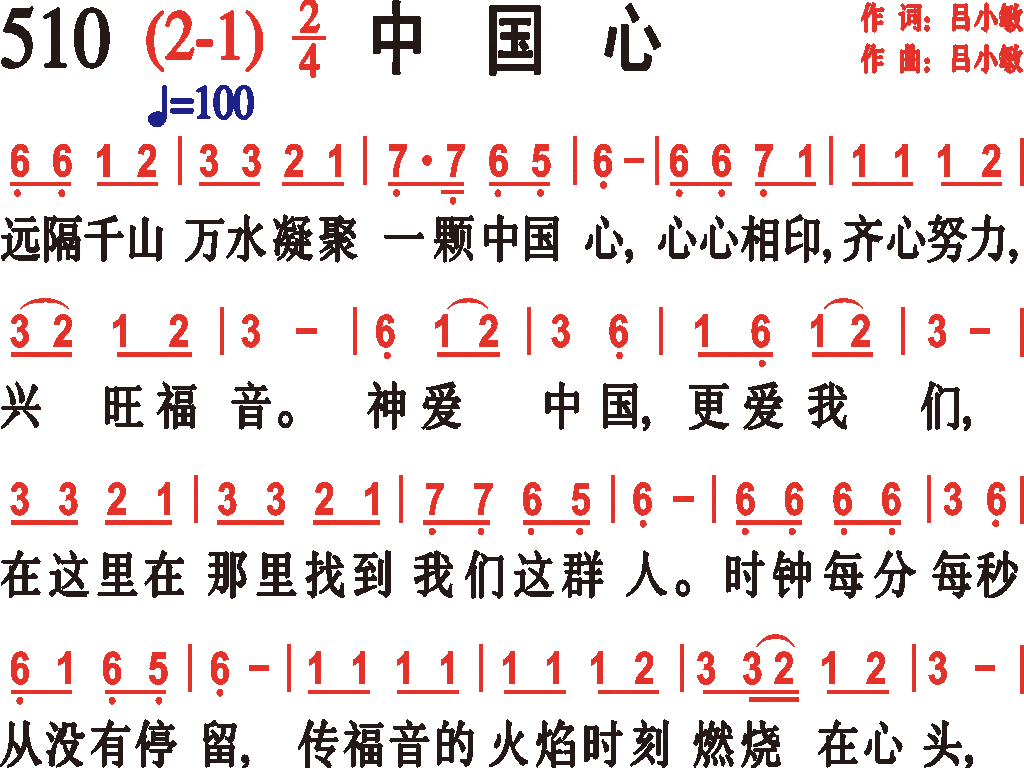 510 (2-1) 2/4 中 国 心 作 词：吕小敏
作 曲：吕小敏
♩=100
6 6 1 2 | 3 3 2 1 | 7 · 7 6 5 | 6 – | 6 6 7 1 | 1 1 1 2 |
远隔千山 万水凝聚 一颗中国 心, 心心相印, 齐心努力,
3 2 1 2 | 3 – | 6 1 2 | 3 6 | 1 6 1 2 | 3 – |
兴 旺福 音。 神爱 中国, 更爱我 们,
3 3 2 1 | 3 3 2 1 | 7 7 6 5 | 6 – | 6 6 6 6 | 3 6 |
在这里在 那里找到 我们这群 人。 时钟每分 每秒
6 1 6 5 | 6 – | 1 1 1 1 | 1 1 1 2 | 3 3 2 1 2 | 3 – |
从没有停 留, 传福音的 火焰时刻 燃烧 在心 头,